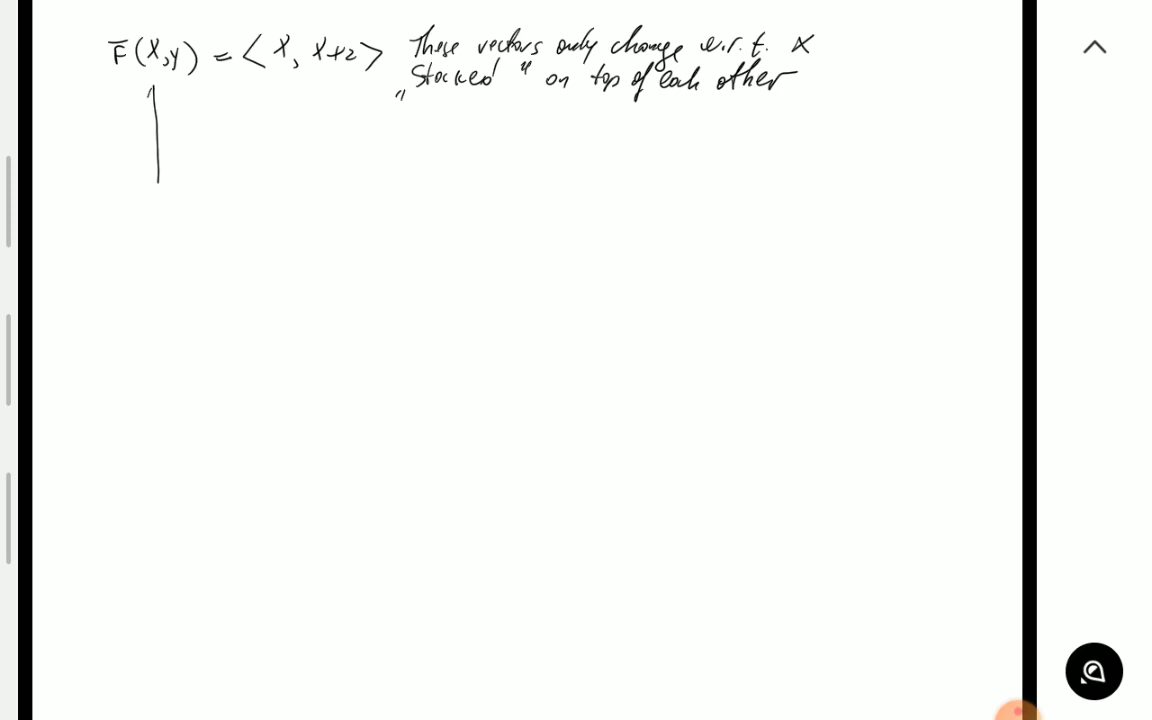 F̄(x,y) = ⟨x, x+2⟩ These vectors only change w.r.t. x
„Stacked" on top of each other